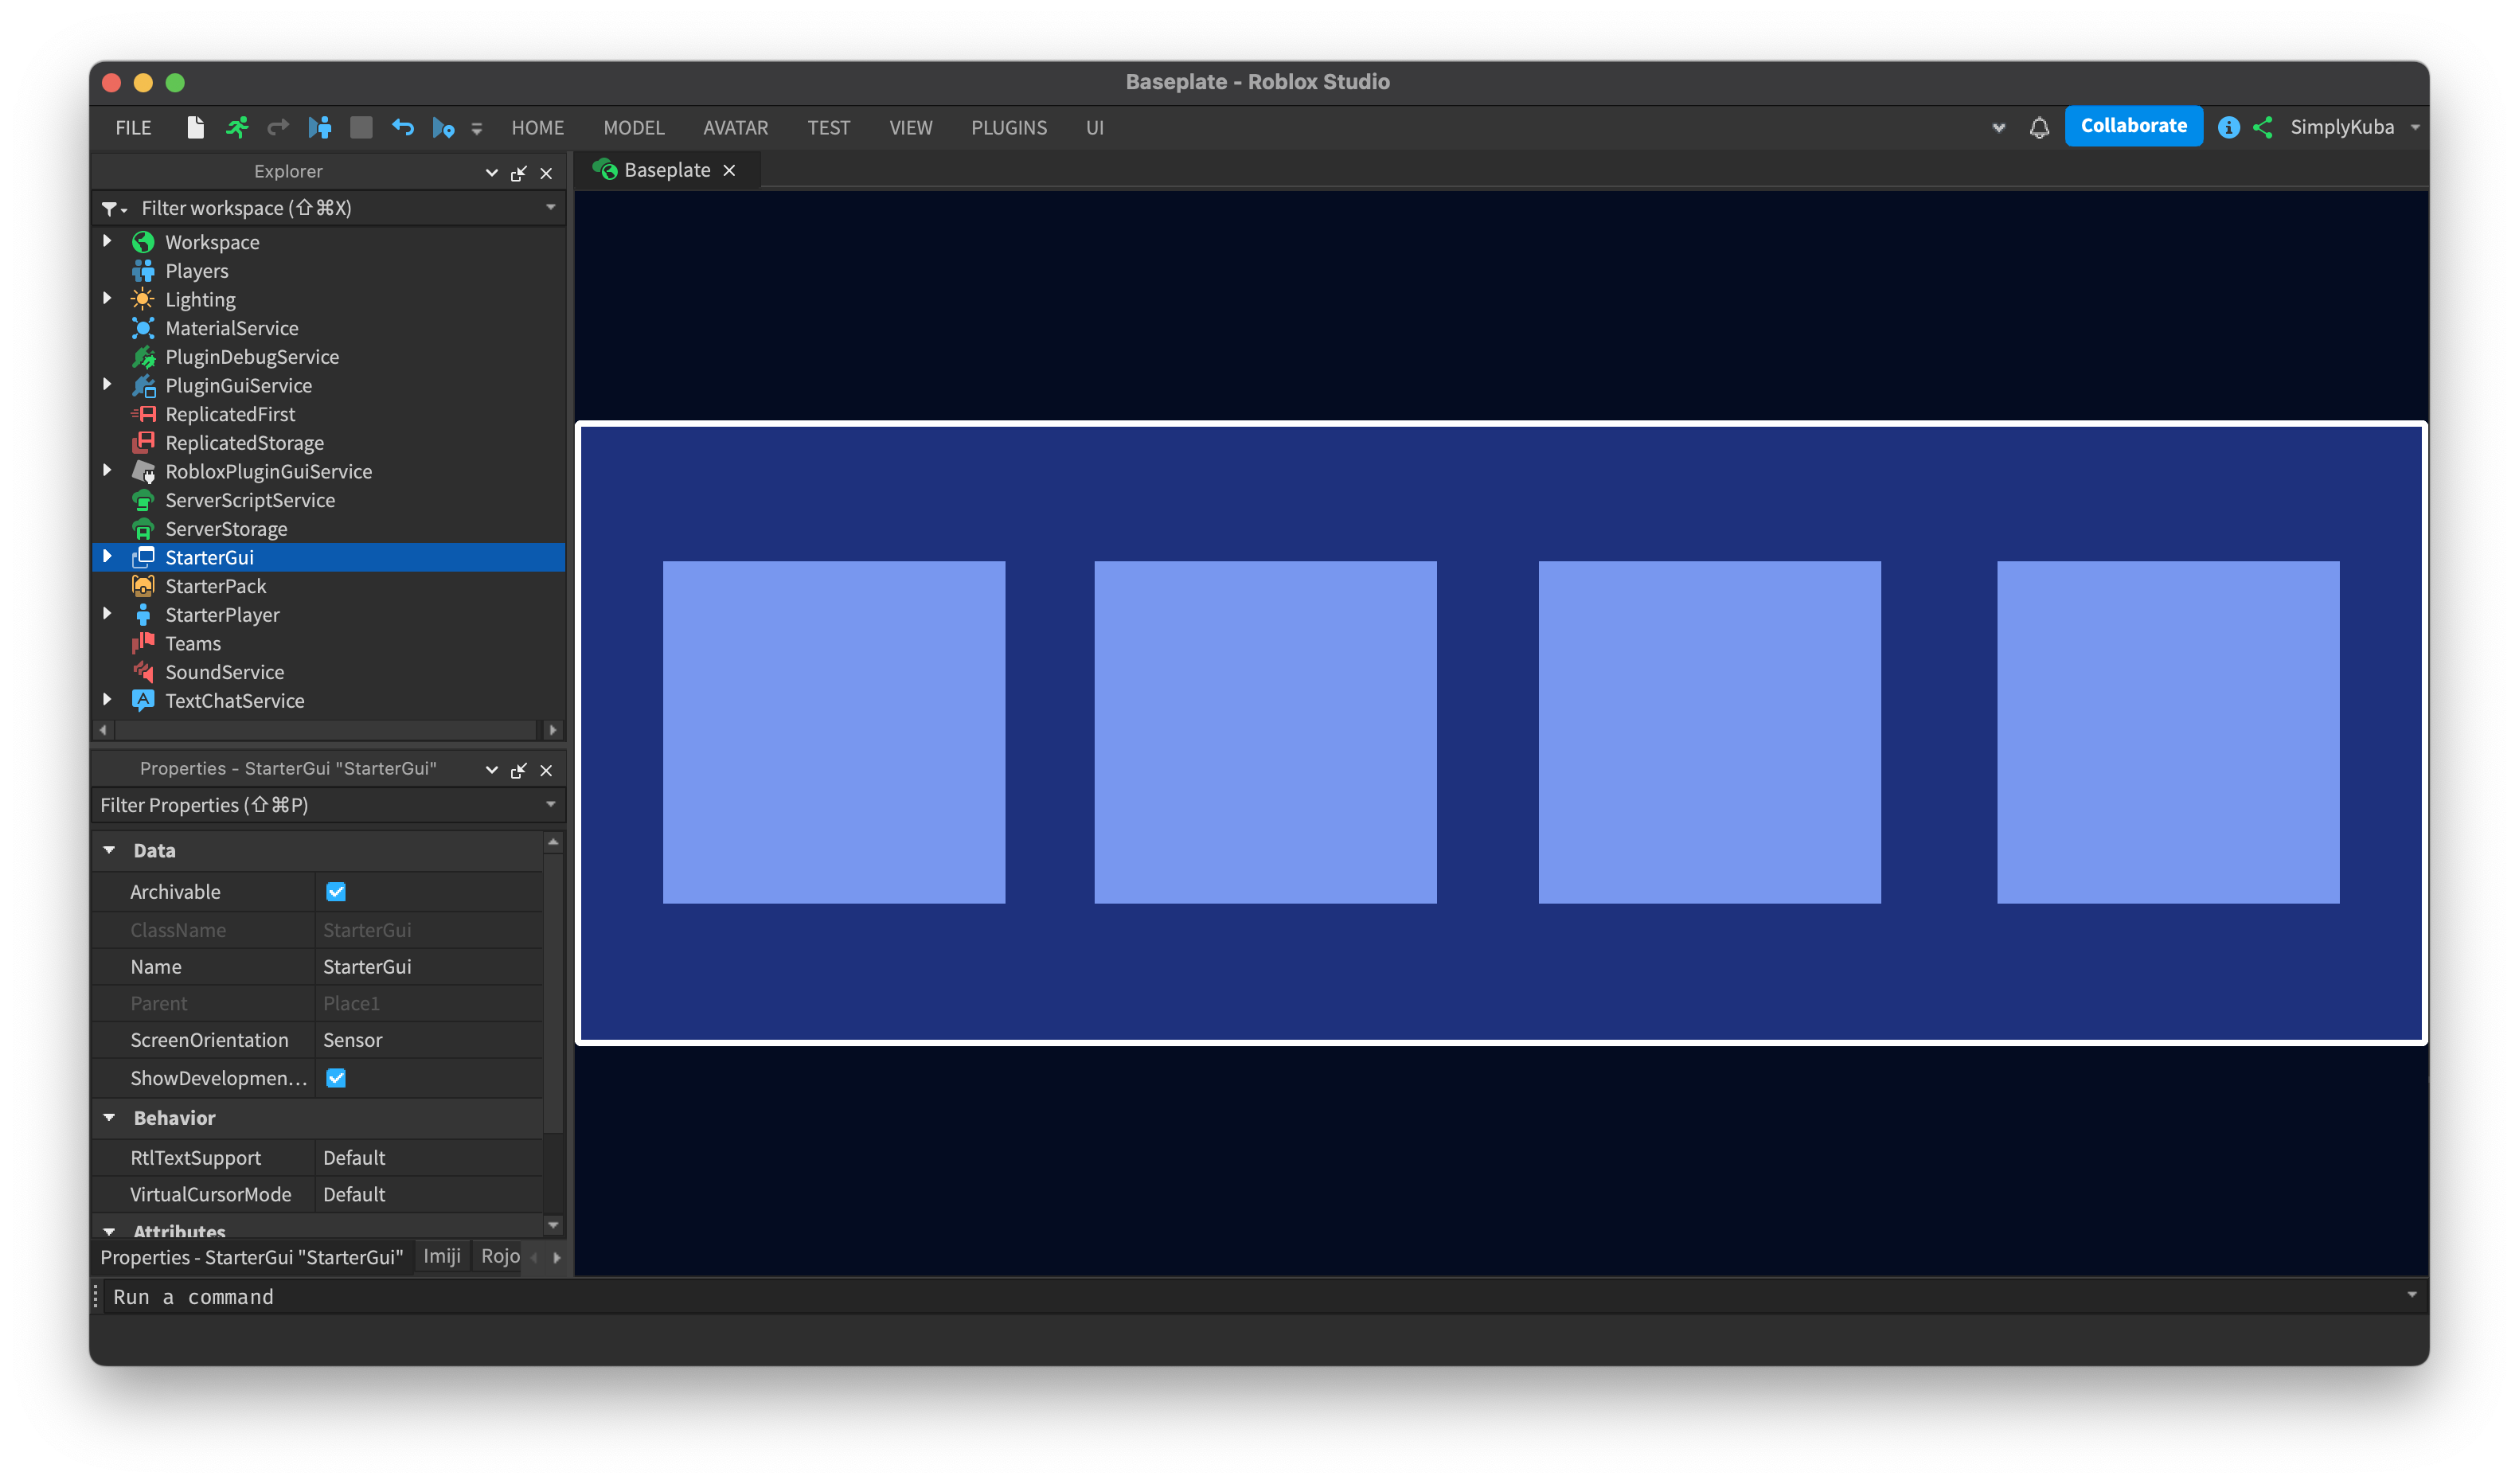 Baseplate - Roblox Studio
FILE HOME MODEL AVATAR TEST VIEW PLUGINS UI Collaborate SimplyKuba
Explorer
Baseplate
Filter workspace (⇧⌘X)
Workspace
Players
Lighting
MaterialService
PluginDebugService
PluginGuiService
ReplicatedFirst
ReplicatedStorage
RobloxPluginGuiService
ServerScriptService
ServerStorage
StarterGui
StarterPack
StarterPlayer
Teams
SoundService
TextChatService
Properties - StarterGui "StarterGui"
Filter Properties (⇧⌘P)
Data
Archivable
ClassName StarterGui
Name StarterGui
Parent Place1
ScreenOrientation Sensor
ShowDevelopmen...
Behavior
RtlTextSupport Default
VirtualCursorMode Default
Attributes
Properties - StarterGui "StarterGui" Imiji Rojo
Run a command